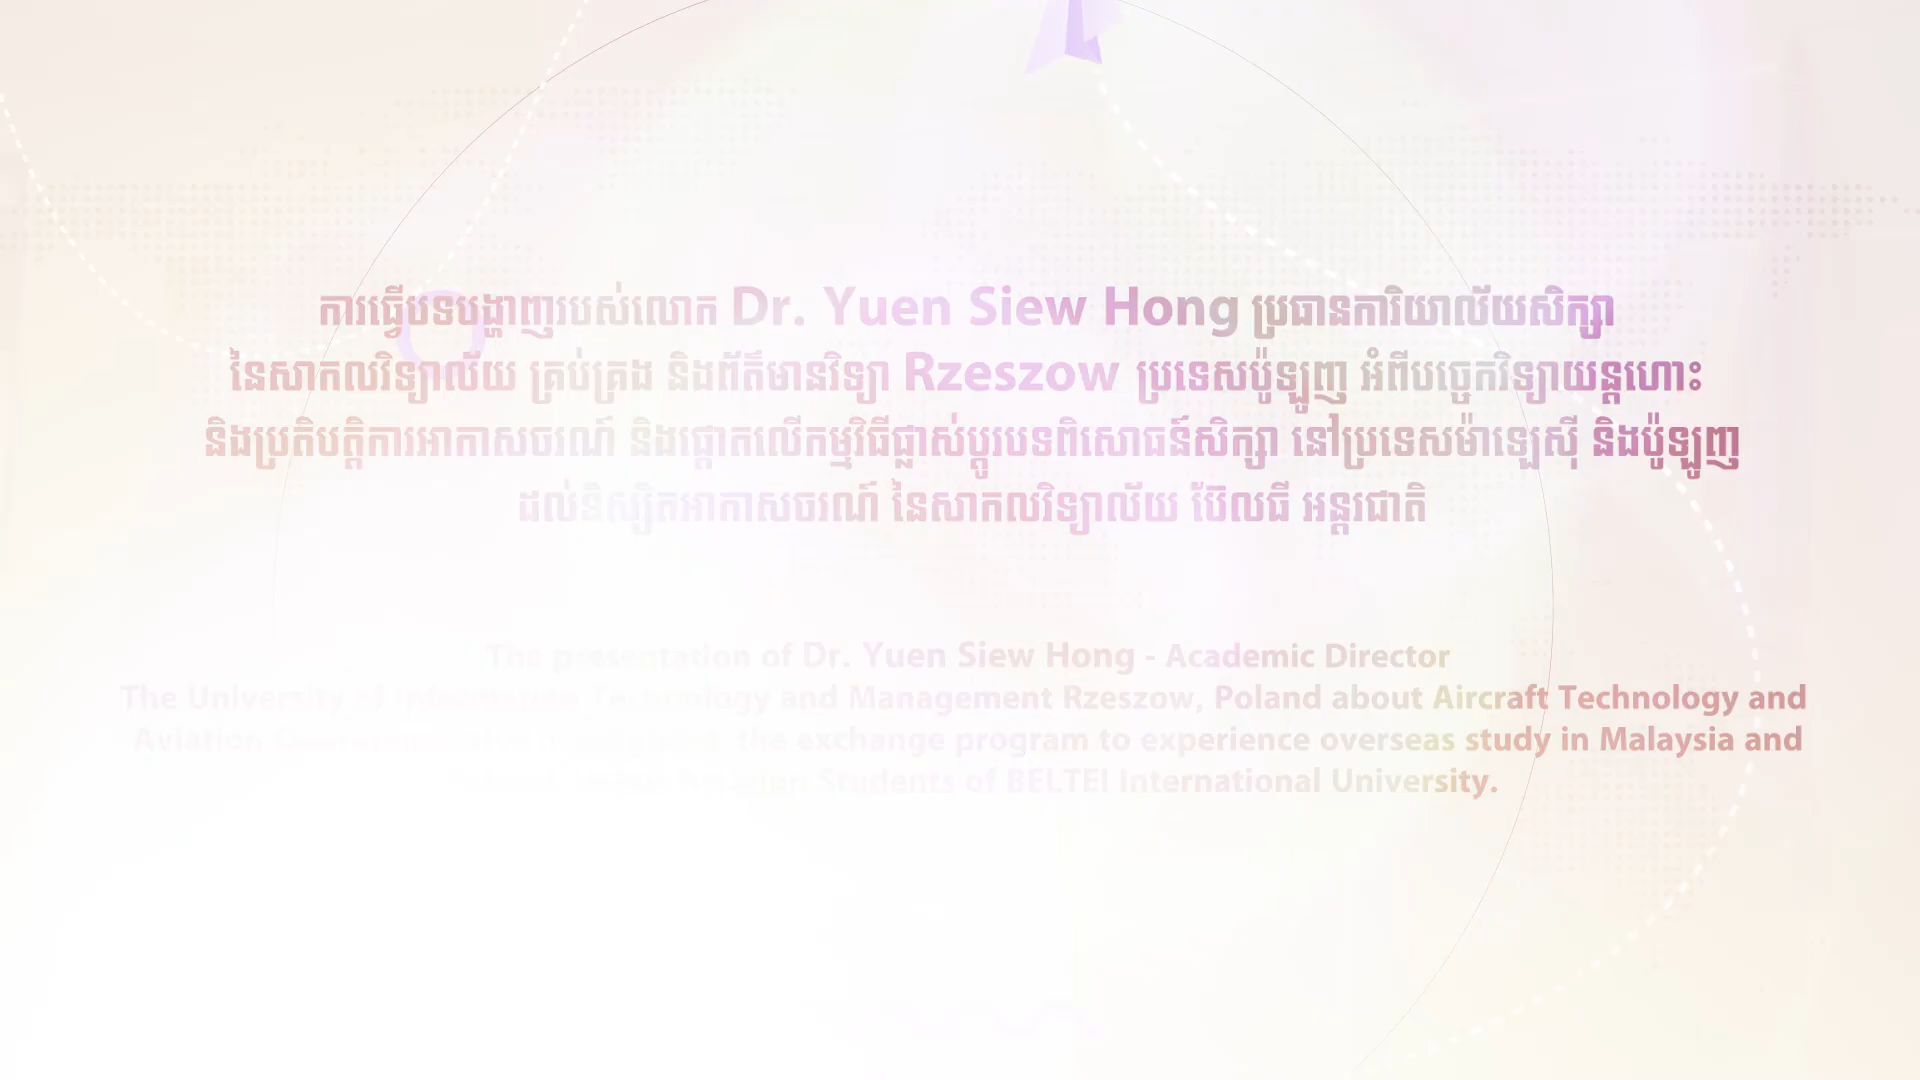 ការធ្វើបទបង្ហាញរបស់លោក Dr. Yuen Siew Hong ប្រធានការិយាល័យសិក្សា
នៃសាកលវិទ្យាល័យ គ្រប់គ្រង និងព័ត៌មានវិទ្យា Rzeszow ប្រទេសប៉ូឡូញ អំពីបច្ចេកវិទ្យាយន្តហោះ
និងប្រតិបត្តិការអាកាសចរណ៍ និងផ្តោតលើកម្មវិធីផ្លាស់ប្តូរបទពិសោធន៍សិក្សា នៅប្រទេសម៉ាឡេស៊ី និងប៉ូឡូញ
ដល់និស្សិតអាកាសចរណ៍ នៃសាកលវិទ្យាល័យ ប៊ែលធី អន្តរជាតិ
The presentation of Dr. Yuen Siew Hong - Academic Director
The University of Information Technology and Management Rzeszow, Poland about Aircraft Technology and
Aviation the exchange program to experience overseas study in Malaysia and
Students of BELTEI International University.